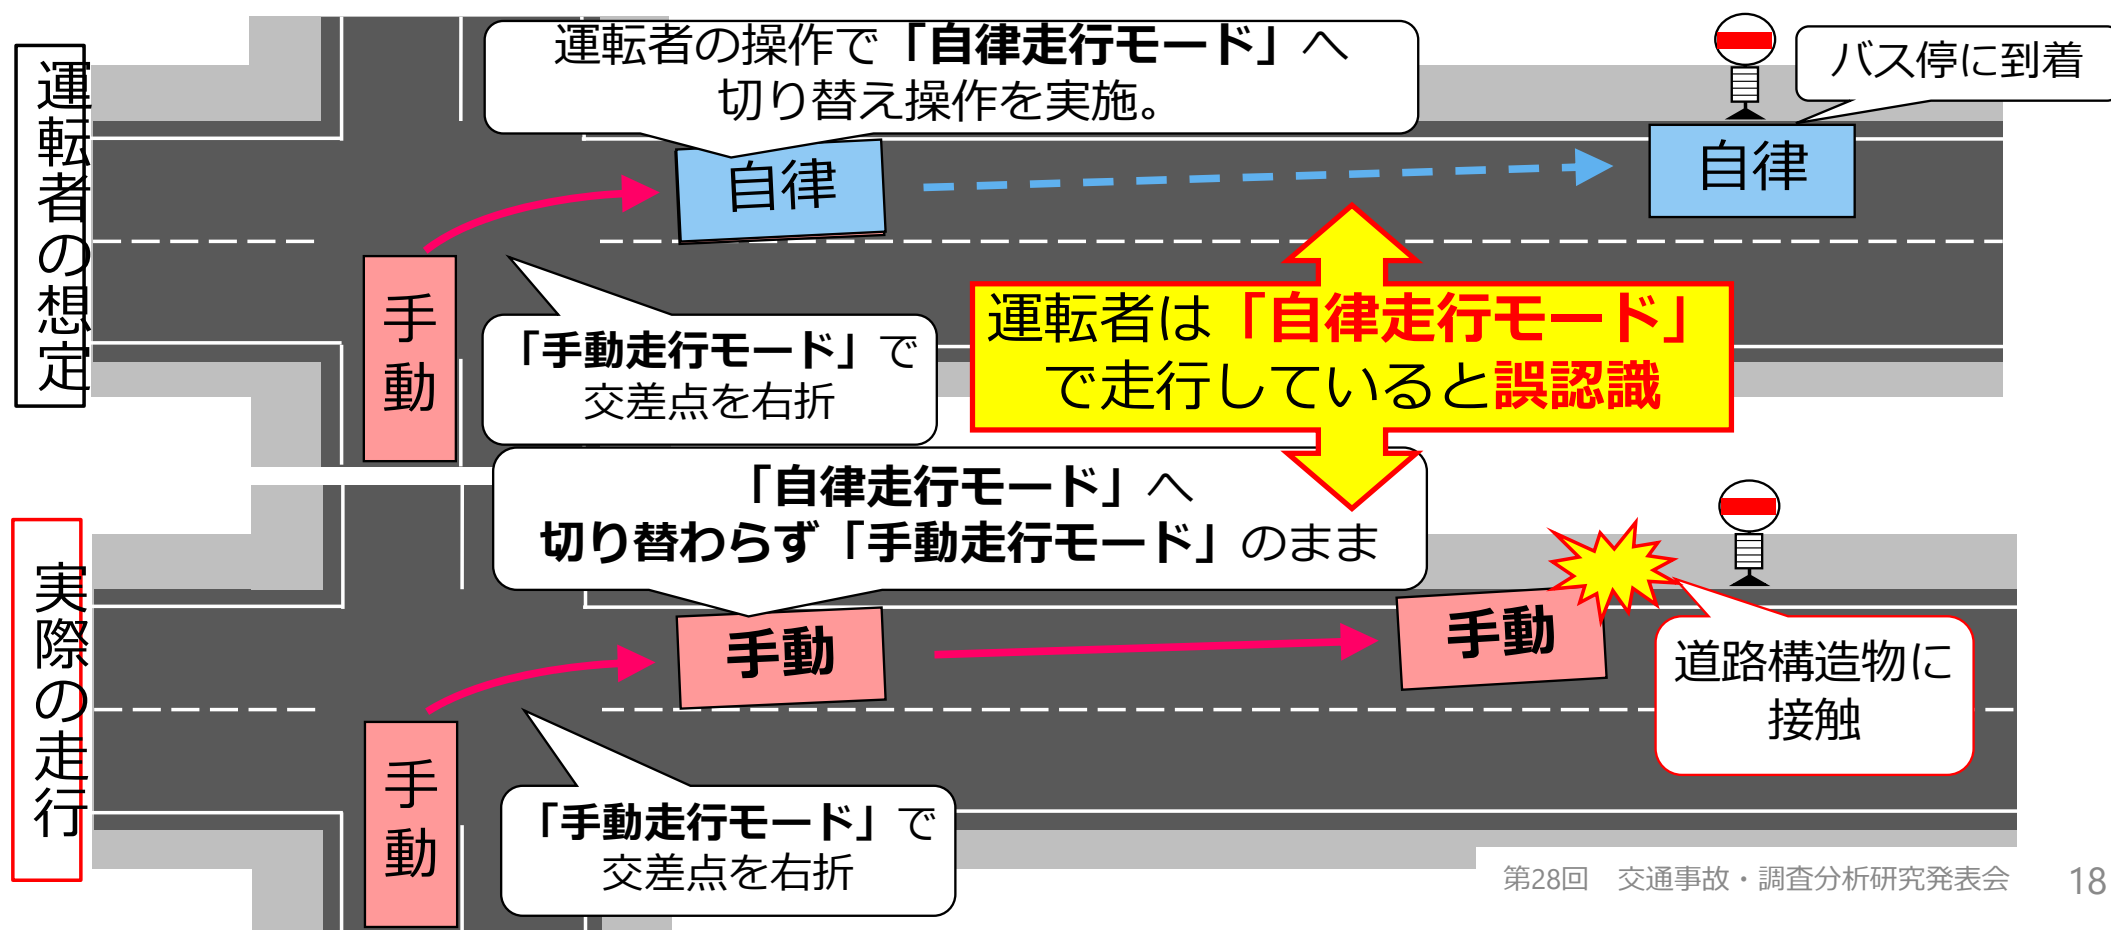 運転者の想定
運転者の操作で「自律走行モード」へ
切り替え操作を実施。
バス停に到着
自律
自律
手動
「手動走行モード」で
交差点を右折
運転者は「自律走行モード」
で走行していると誤認識
実際の走行
「自律走行モード」へ
切り替わらず「手動走行モード」のまま
手動
手動
道路構造物に
接触
手動
「手動走行モード」で
交差点を右折
第28回　交通事故・調査分析研究発表会
18